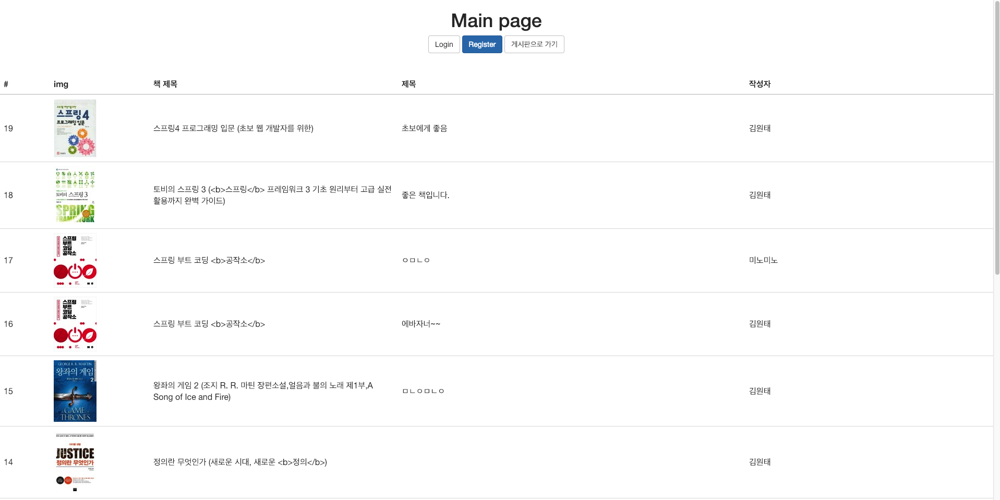 Main page
Login Register 게시판으로 가기
# img 책 제목 제목 작성자
스프링4
프로그래밍 입문
19 스프링4 프로그래밍 입문 (초보 웹 개발자를 위한) 초보에게 좋음 김원태
토비의 스프링 3
SPRING
FRAMEWORK
18 토비의 스프링 3 (<b>스프링</b> 프레임워크 3 기초 원리부터 고급 실전
활용까지 완벽 가이드) 좋은 책입니다. 김원태
스프링
부트
코딩
공작소
17 스프링 부트 코딩 <b>공작소</b> ㅇㅁㄴㅇ 미노미노
스프링
부트
코딩
공작소
16 스프링 부트 코딩 <b>공작소</b> 에바자너~~ 김원태
GEORGE R. R. MARTIN
왕좌의 게임
2
15 왕좌의 게임 2 (조지 R. R. 마틴 장편소설,얼음과 불의 노래 제1부,A
Song of Ice and Fire) ㅁㄴㅇㅁㄴㅇ 김원태
A GAME OF
THRONES
JUSTICE
정의란 무엇인가
14 정의란 무엇인가 (새로운 시대, 새로운 <b>정의</b>) 김원태